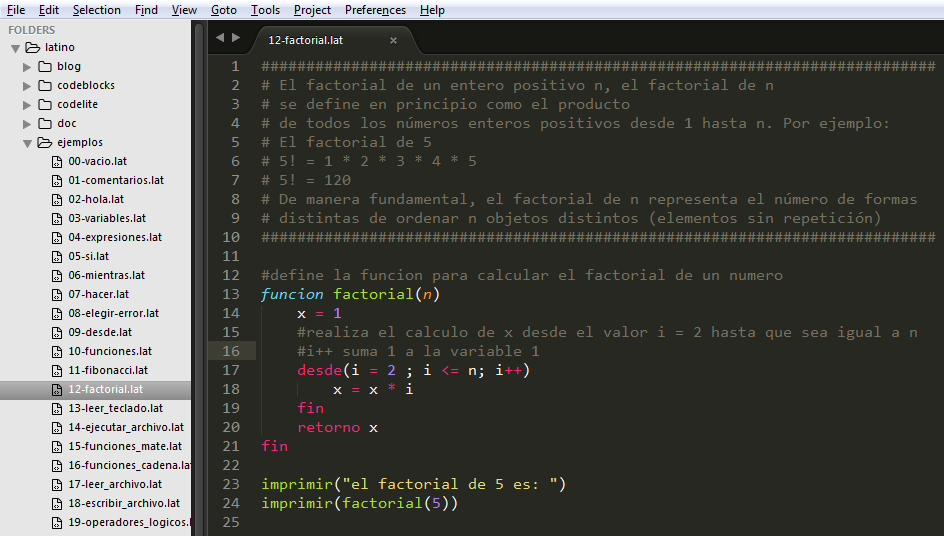 File Edit Selection Find View Goto Tools Project Preferences Help
FOLDERS
latino
blog
codeblocks
codelite
doc
ejemplos
00-vacio.lat
01-comentarios.lat
02-hola.lat
03-variables.lat
04-expresiones.lat
05-si.lat
06-mientras.lat
07-hacer.lat
08-elegir-error.lat
09-desde.lat
10-funciones.lat
11-fibonacci.lat
12-factorial.lat
13-leer_teclado.lat
14-ejecutar_archivo.lat
15-funciones_mate.lat
16-funciones_cadena.la
17-leer_archivo.lat
18-escribir_archivo.lat
19-operadores_logicos.l
12-factorial.lat ×
1 ###########################################################################
2 # El factorial de un entero positivo n, el factorial de n
3 # se define en principio como el producto
4 # de todos los números enteros positivos desde 1 hasta n. Por ejemplo:
5 # El factorial de 5
6 # 5! = 1 * 2 * 3 * 4 * 5
7 # 5! = 120
8 # De manera fundamental, el factorial de n representa el número de formas
9 # distintas de ordenar n objetos distintos (elementos sin repetición)
10 ###########################################################################
11
12 #define la funcion para calcular el factorial de un numero
13 funcion factorial(n)
14 x = 1
15 #realiza el calculo de x desde el valor i = 2 hasta que sea igual a n
16 #i++ suma 1 a la variable 1
17 desde(i = 2 ; i <= n; i++)
18 x = x * i
19 fin
20 retorno x
21 fin
22
23 imprimir("el factorial de 5 es: ")
24 imprimir(factorial(5))
25